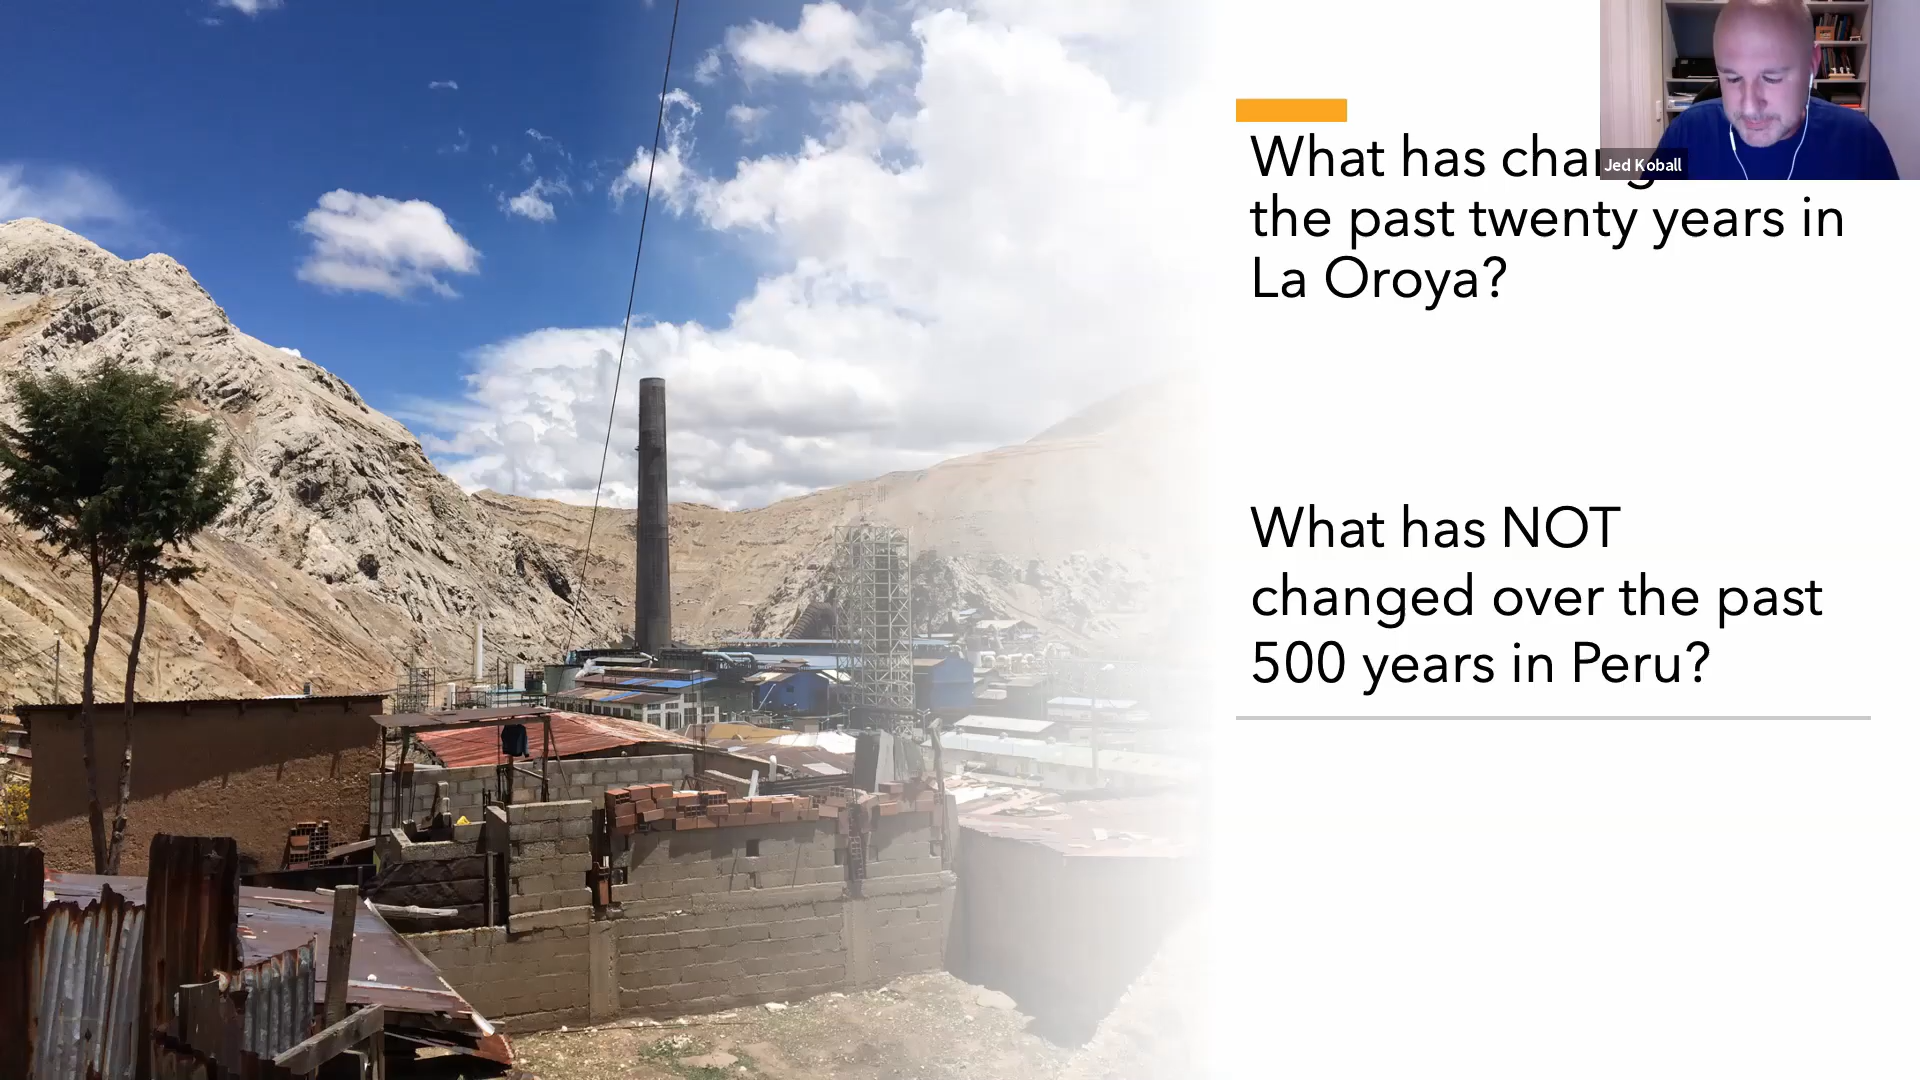 What has chan
the past twenty years in
La Oroya?
Jed Koball
What has NOT
changed over the past
500 years in Peru?